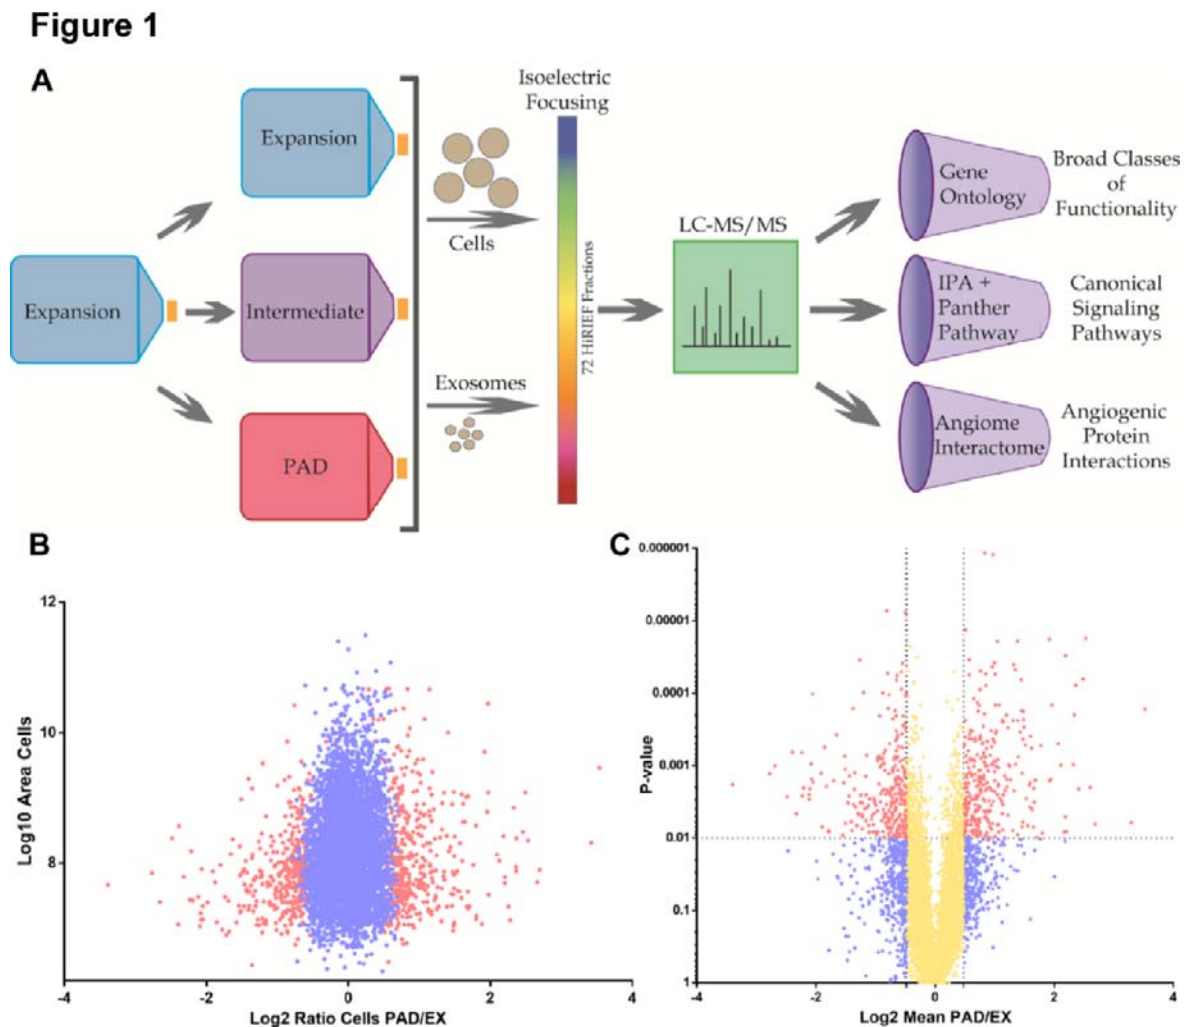 Figure 1
A
Expansion
Expansion
Intermediate
PAD
Cells
Exosomes
Isoelectric
Focusing
72 HiRIEF Fractions
LC-MS/MS
Gene
Ontology
Broad Classes
of
Functionality
IPA +
Panther
Pathway
Canonical
Signaling
Pathways
Angiome
Interactome
Angiogenic
Protein
Interactions
B
12
10
8
Log10 Area Cells
-4
-2
0
2
4
Log2 Ratio Cells PAD/EX
C
0.000001
0.00001
0.0001
0.001
0.01
0.1
1
P-value
-4
-2
0
2
4
Log2 Mean PAD/EX